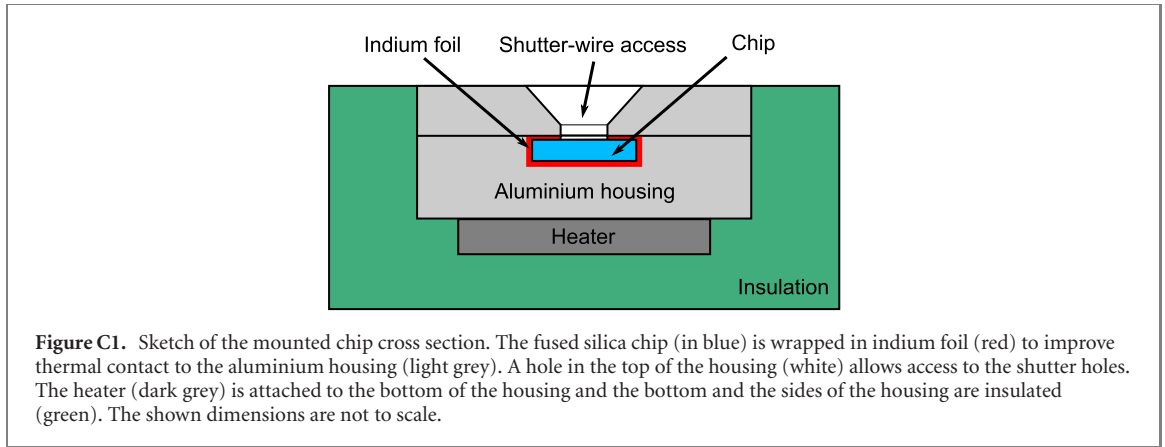 Indium foil
Shutter-wire access
Chip
Aluminium housing
Heater
Insulation
Figure C1. Sketch of the mounted chip cross section. The fused silica chip (in blue) is wrapped in indium foil (red) to improve
thermal contact to the aluminium housing (light grey). A hole in the top of the housing (white) allows access to the shutter holes.
The heater (dark grey) is attached to the bottom of the housing and the bottom and the sides of the housing are insulated
(green). The shown dimensions are not to scale.